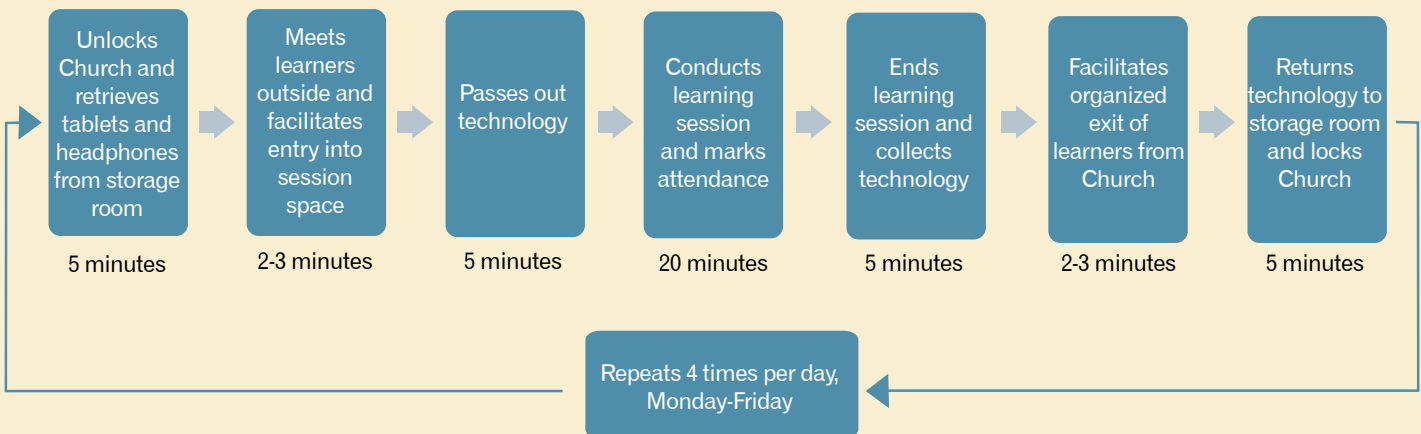 Unlocks
Church and
retrieves
tablets and
headphones
from storage
room
5 minutes
Meets
learners
outside and
facilitates
entry into
session
space
2-3 minutes
Passes out
technology
5 minutes
Conducts
learning
session
and marks
attendance
20 minutes
Ends
learning
session and
collects
technology
5 minutes
Facilitates
organized
exit of
learners from
Church
2-3 minutes
Returns
technology to
storage room
and locks
Church
5 minutes
Repeats 4 times per day,
Monday-Friday